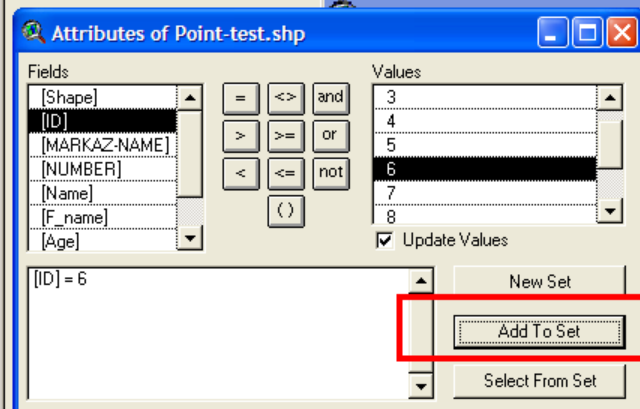 Attributes of Point-test.shp
Fields
Values
[Shape]
[ID]
[MARKAZ-NAME]
[NUMBER]
[Name]
[F_name]
[Age]
= <> and
> >= or
< <= not
( )
3
4
5
6
7
8
Update Values
[ID] = 6
New Set
Add To Set
Select From Set